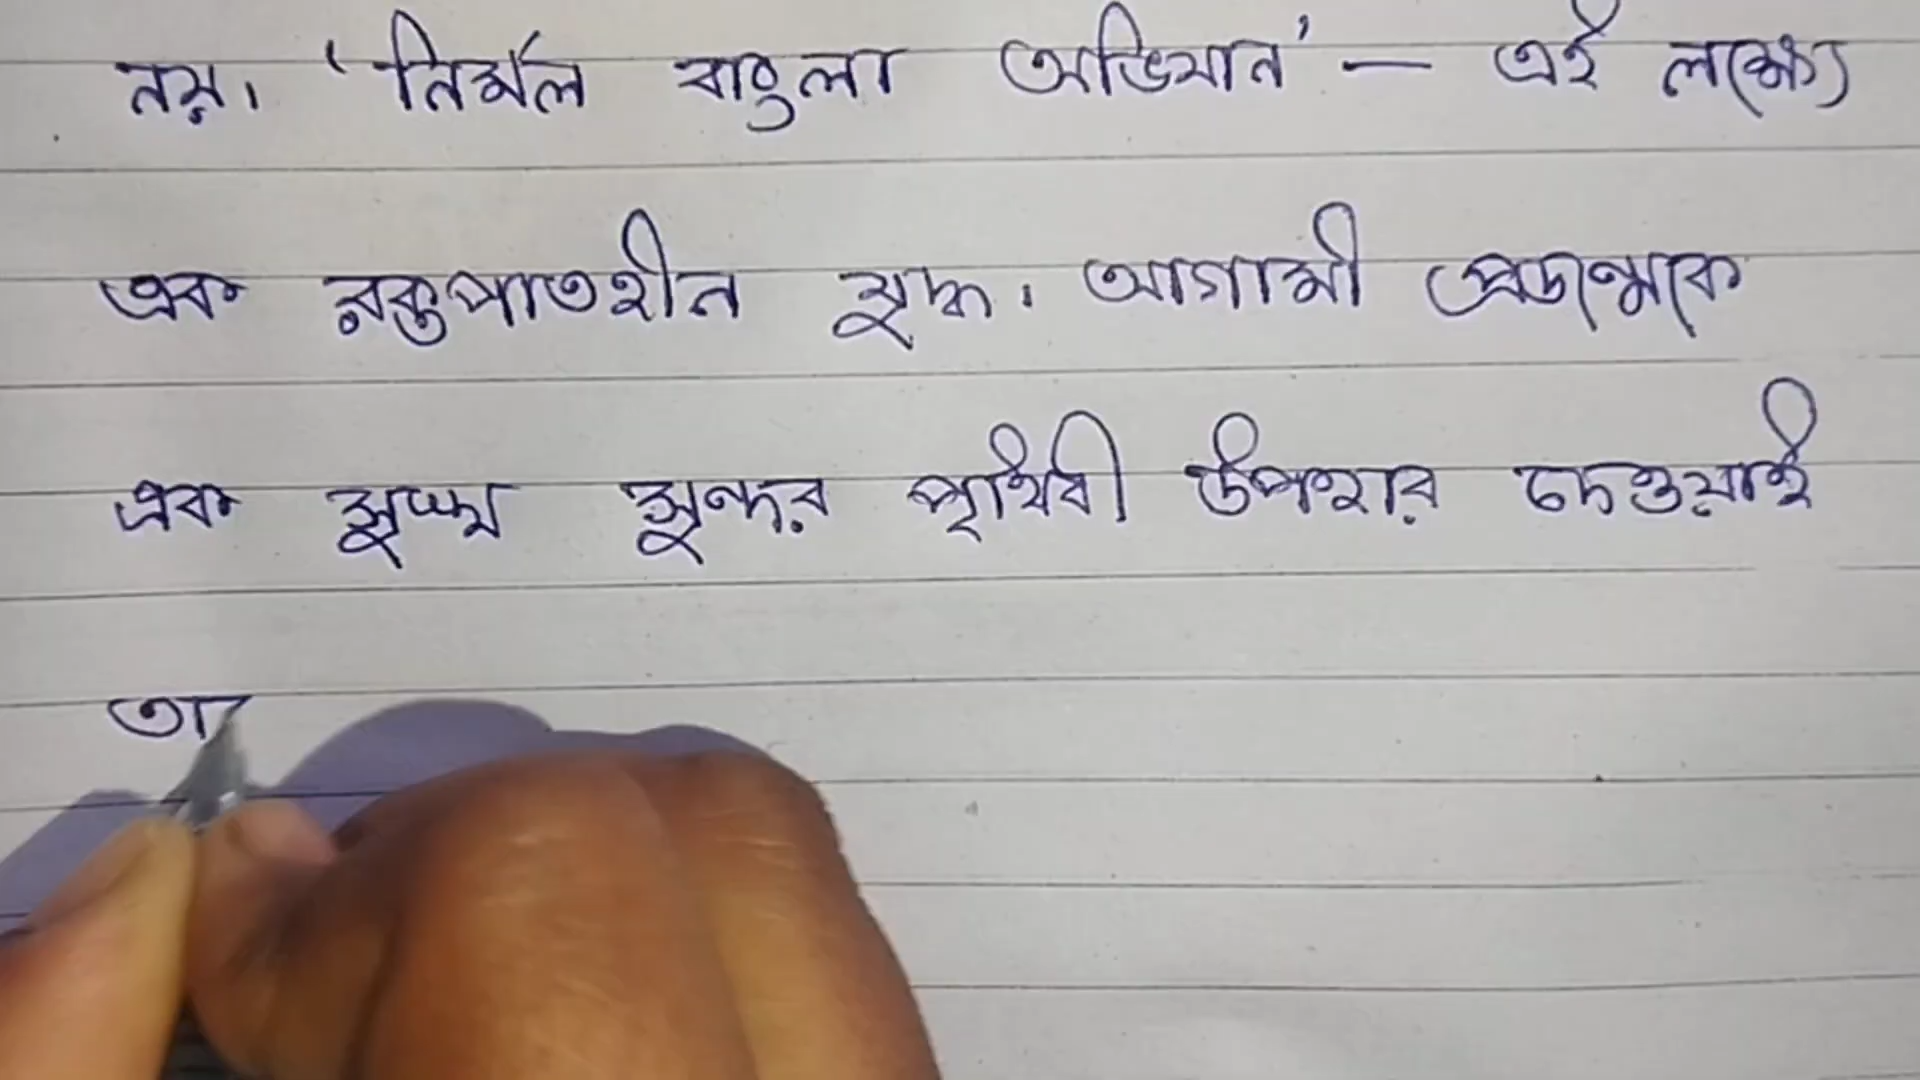 নয়। 'নির্মল বাংলা অভিযান' — এই লক্ষ্যে
এক রক্তপাতহীন যুদ্ধ। আগামী প্রজন্মকে
এক সুস্থ সুন্দর পৃথিবী উপহার দেওয়াই
তা